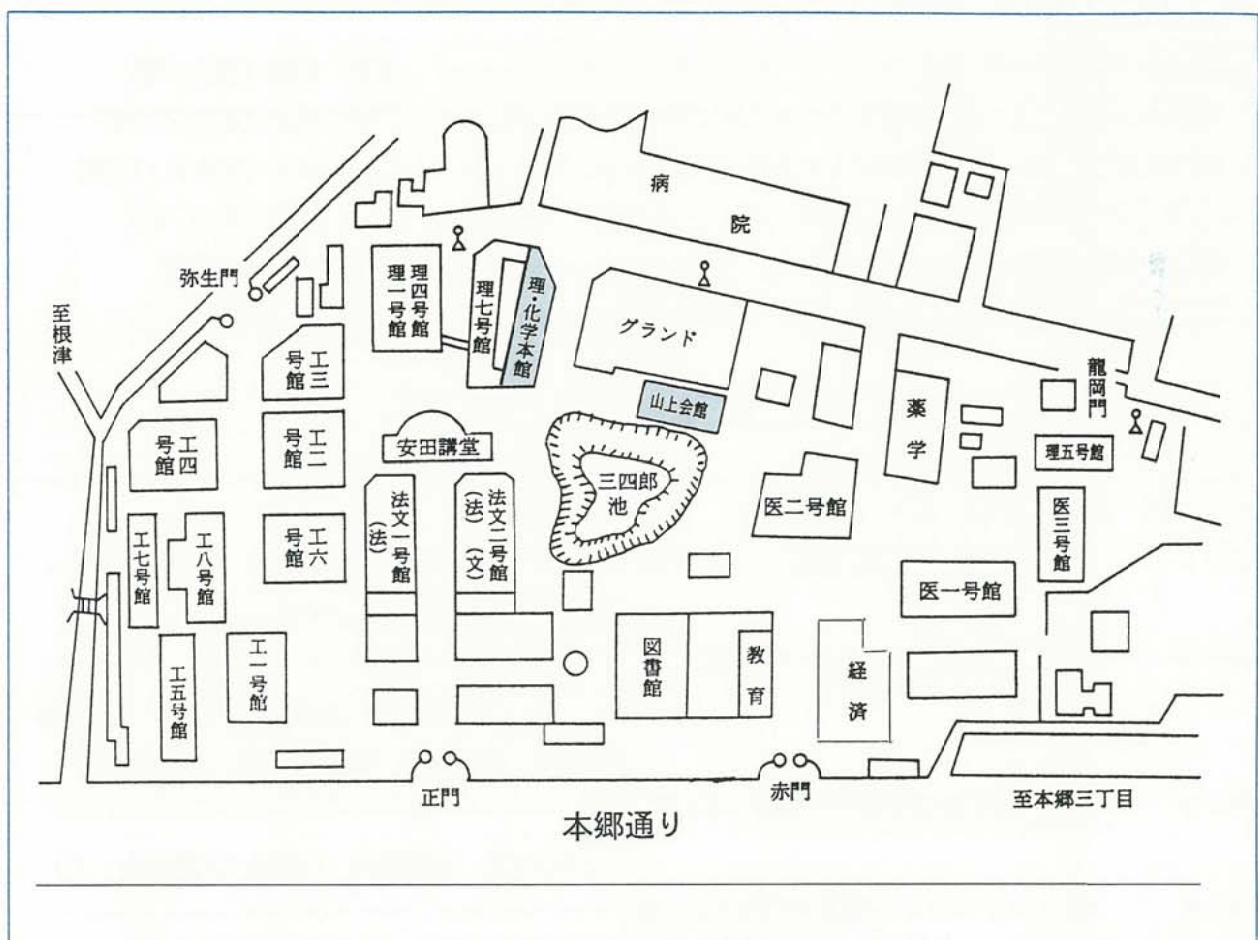 病院
弥生門
至根津
理四号館
理一号館
理七号館
理・化学本館
グランド
山上会館
龍岡門
薬学
理五号館
工三号館
工二号館
工四号館
安田講堂
三四郎池
医二号館
医三号館
法文一号館
(法)
法文二号館
(法)(文)
工六号館
工七号館
工八号館
医一号館
工一号館
工五号館
図書館
教育
経済
正門
赤門
至本郷三丁目
本郷通り